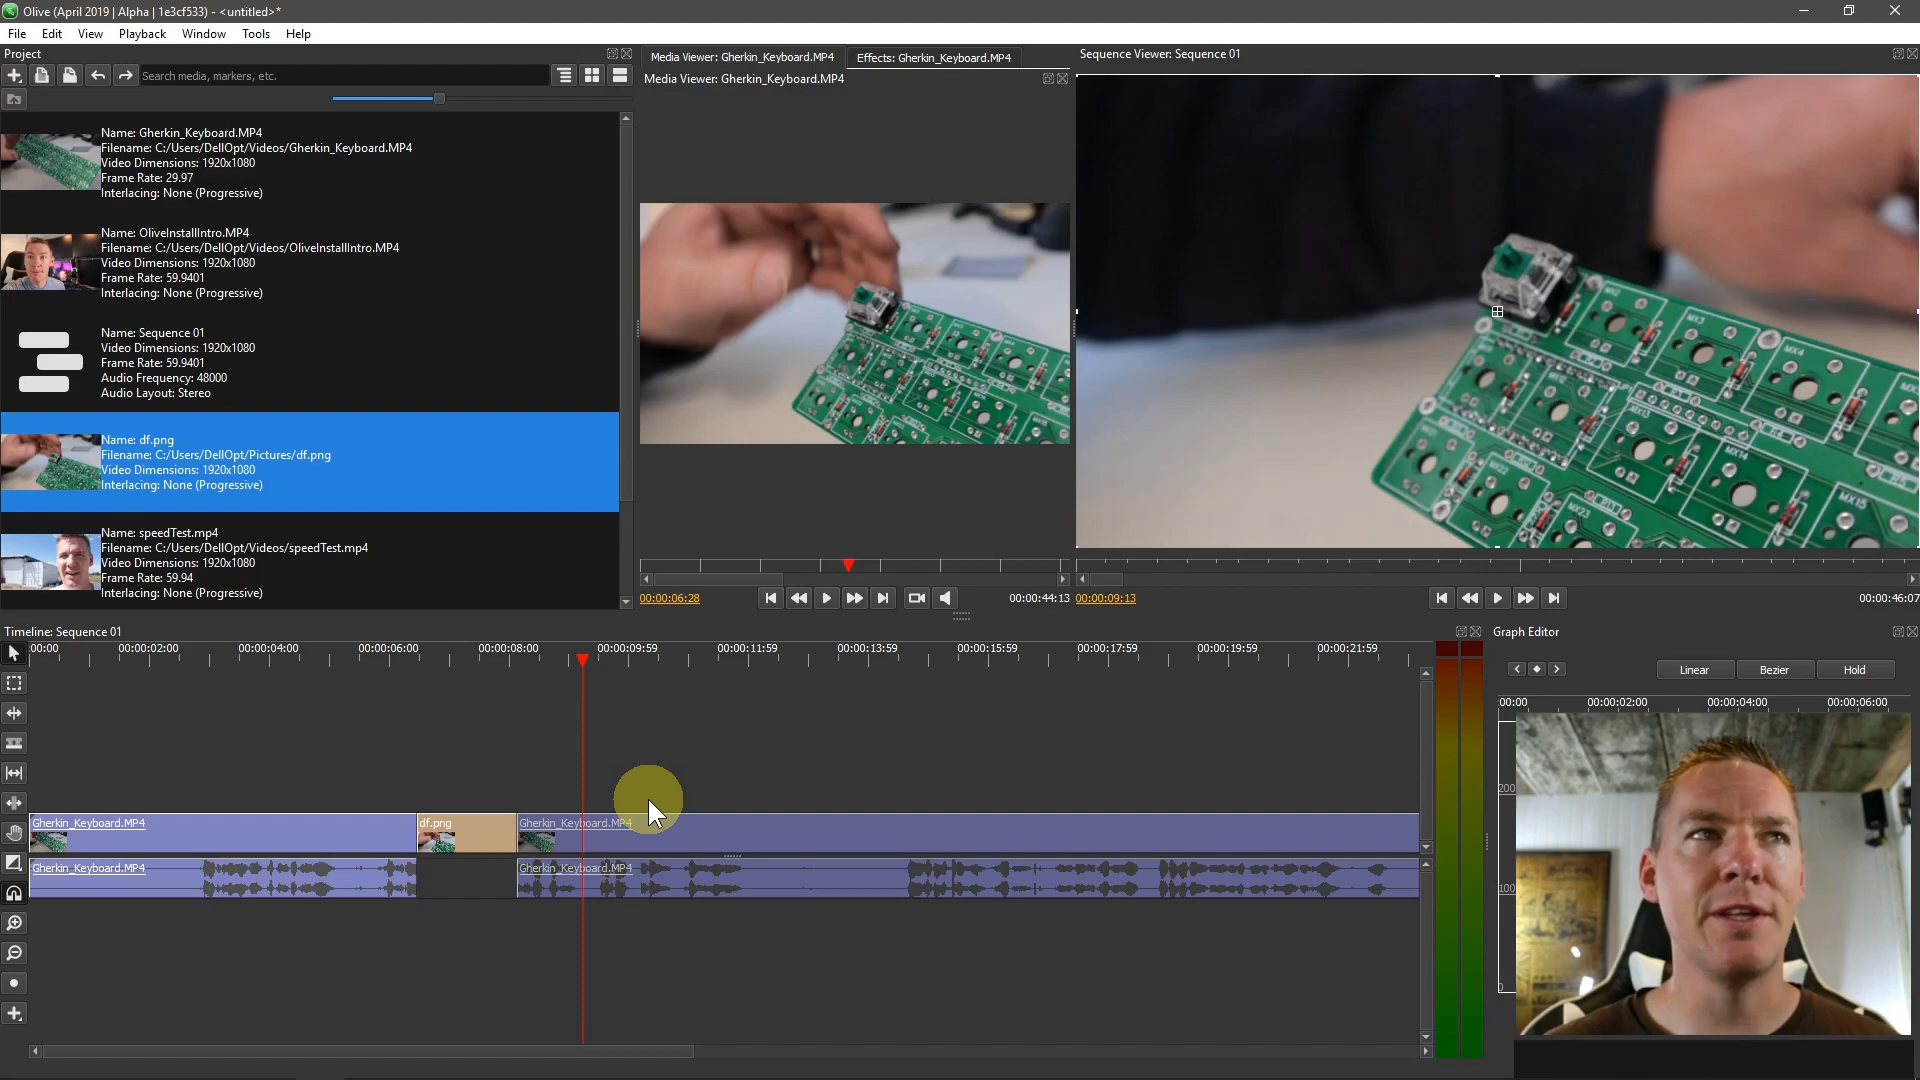 Olive (April 2019 | Alpha | 1e3cf533) - <untitled>*
File Edit View Playback Window Tools Help
Project
Search media, markers, etc.
Name: Gherkin_Keyboard.MP4
Filename: C:/Users/DellOpt/Videos/Gherkin_Keyboard.MP4
Video Dimensions: 1920x1080
Frame Rate: 29.97
Interlacing: None (Progressive)
Name: OliveInstallIntro.MP4
Filename: C:/Users/DellOpt/Videos/OliveInstallIntro.MP4
Video Dimensions: 1920x1080
Frame Rate: 59.9401
Interlacing: None (Progressive)
Name: Sequence 01
Video Dimensions: 1920x1080
Frame Rate: 59.9401
Audio Frequency: 48000
Audio Layout: Stereo
Name: df.png
Filename: C:/Users/DellOpt/Pictures/df.png
Video Dimensions: 1920x1080
Interlacing: None (Progressive)
Name: speedTest.mp4
Filename: C:/Users/DellOpt/Videos/speedTest.mp4
Video Dimensions: 1920x1080
Frame Rate: 59.94
Interlacing: None (Progressive)
Media Viewer: Gherkin_Keyboard.MP4 Effects: Gherkin_Keyboard.MP4
Media Viewer: Gherkin_Keyboard.MP4
00:00:06:28 00:00:44:13
Sequence Viewer: Sequence 01
MX3
MX4
MX13
MX14
MX15
MX22
MX23
00:00:09:13 00:00:46:07
Timeline: Sequence 01
00:00 00:00:02:00 00:00:04:00 00:00:06:00 00:00:08:00 00:00:09:59 00:00:11:59 00:00:13:59 00:00:15:59 00:00:17:59 00:00:19:59 00:00:21:59
Gherkin_Keyboard.MP4 df.png Gherkin_Keyboard.MP4
Gherkin_Keyboard.MP4 Gherkin_Keyboard.MP4
Graph Editor
Linear Bezier Hold
00:00 00:00:02:00 00:00:04:00 00:00:06:00
200
100
0